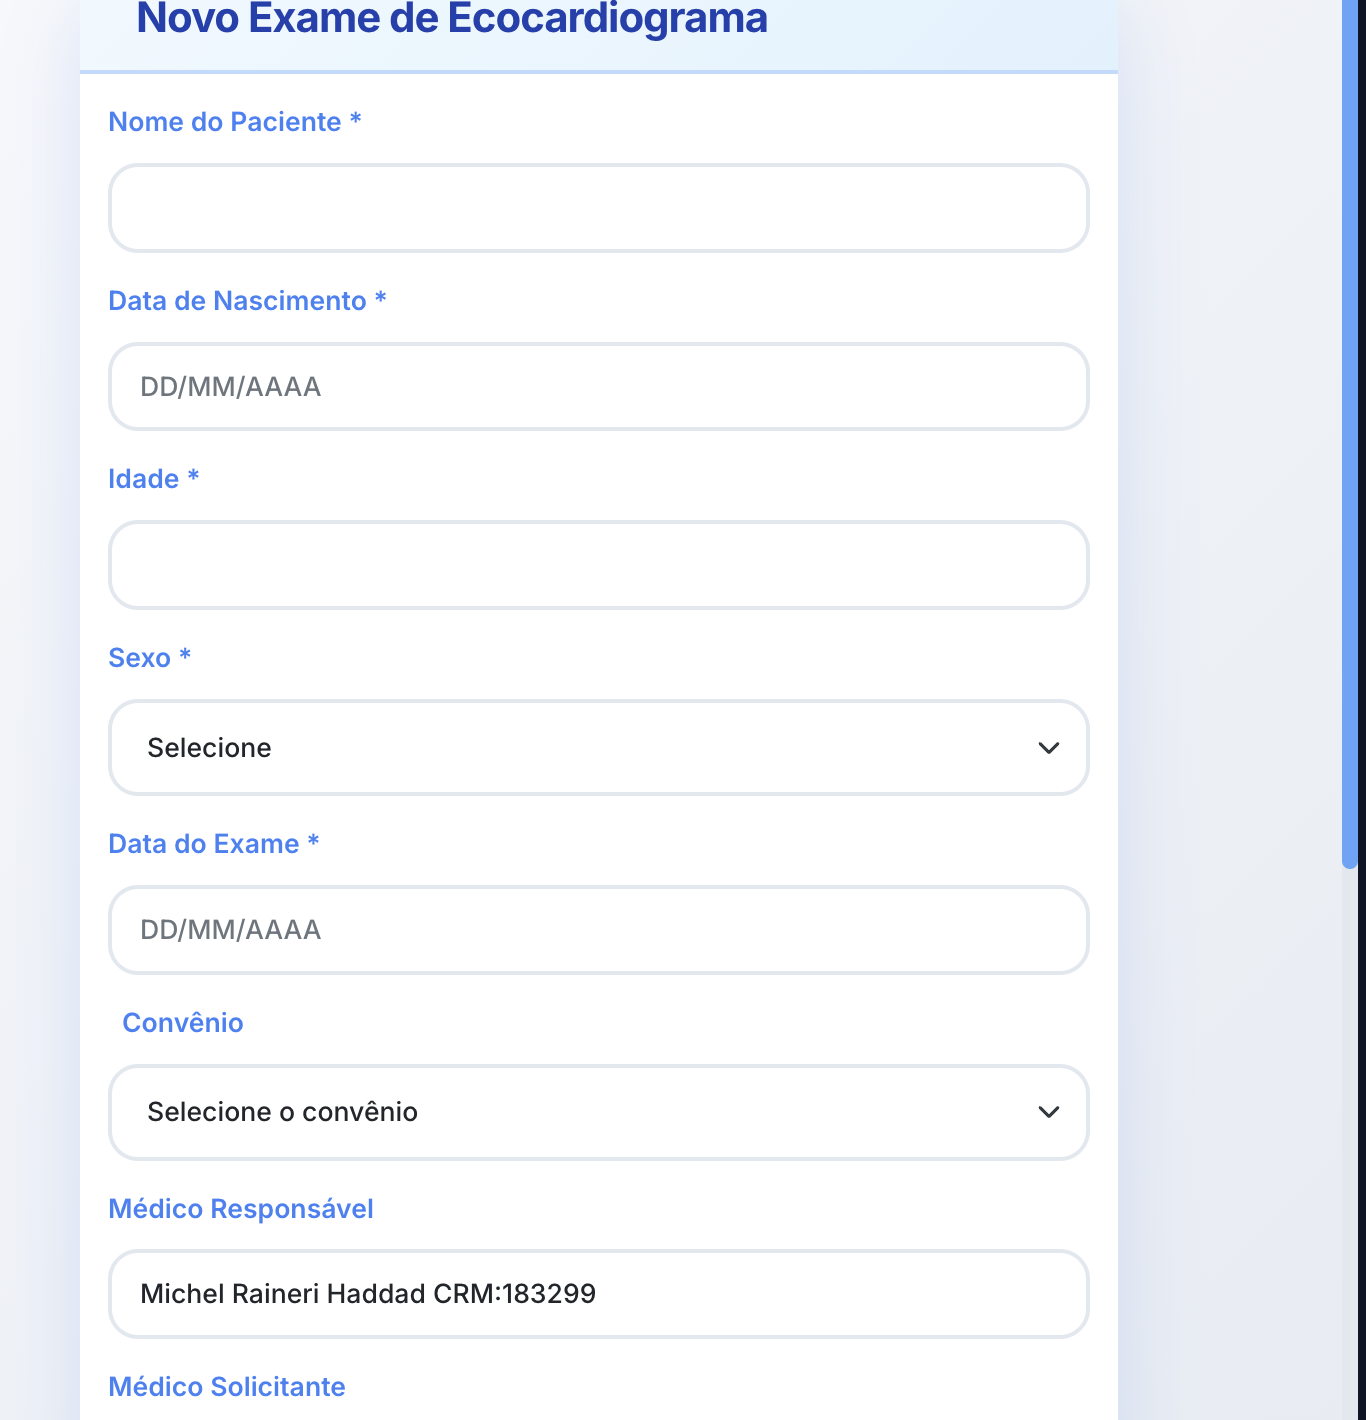 Novo Exame de Ecocardiograma
Nome do Paciente *
Data de Nascimento *
DD/MM/AAAA
Idade *
Sexo *
Selecione
Data do Exame *
DD/MM/AAAA
Convênio
Selecione o convênio
Médico Responsável
Michel Raineri Haddad CRM:183299
Médico Solicitante